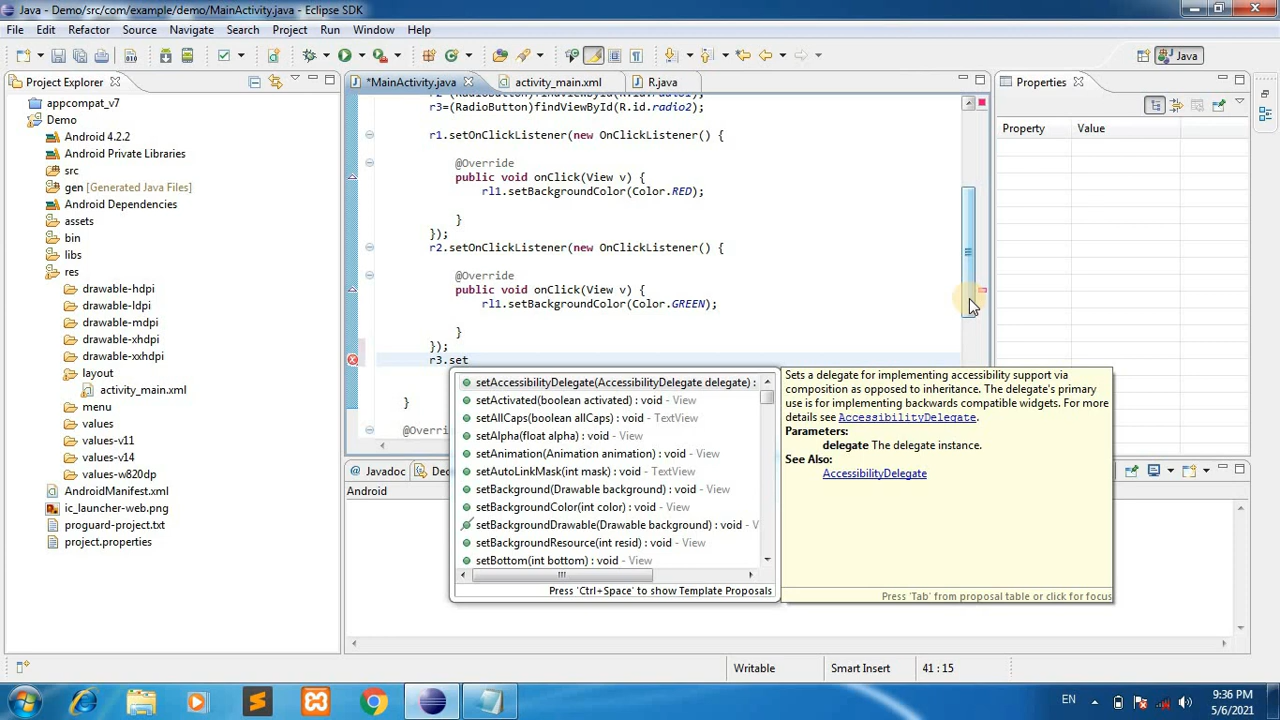 Java - Demo/src/com/example/demo/MainActivity.java - Eclipse SDK
File Edit Refactor Source Navigate Search Project Run Window Help
Java
Project Explorer
*MainActivity.java
activity_main.xml
R.java
Properties
appcompat_v7
Demo
Android 4.2.2
Android Private Libraries
src
gen [Generated Java Files]
Android Dependencies
assets
bin
libs
res
drawable-hdpi
drawable-ldpi
drawable-mdpi
drawable-xhdpi
drawable-xxhdpi
layout
activity_main.xml
menu
values
values-v11
values-v14
values-w820dp
AndroidManifest.xml
ic_launcher-web.png
proguard-project.txt
project.properties
r3=(RadioButton)findViewById(R.id.radio2);
r1.setOnClickListener(new OnClickListener() {
@Override
public void onClick(View v) {
rl1.setBackgroundColor(Color.RED);
}
});
r2.setOnClickListener(new OnClickListener() {
@Override
public void onClick(View v) {
rl1.setBackgroundColor(Color.GREEN);
}
});
r3.set
}
@Overri
setAccessibilityDelegate(AccessibilityDelegate delegate) :
setActivated(boolean activated) : void - View
setAllCaps(boolean allCaps) : void - TextView
setAlpha(float alpha) : void - View
setAnimation(Animation animation) : void - View
setAutoLinkMask(int mask) : void - TextView
setBackground(Drawable background) : void - View
setBackgroundColor(int color) : void - View
setBackgroundDrawable(Drawable background) : void - V
setBackgroundResource(int resid) : void - View
setBottom(int bottom) : void - View
Press 'Ctrl+Space' to show Template Proposals
Sets a delegate for implementing accessibility support via
composition as opposed to inheritance. The delegate's primary
use is for implementing backwards compatible widgets. For more
details see AccessibilityDelegate.
Parameters:
delegate The delegate instance.
See Also:
AccessibilityDelegate
Press 'Tab' from proposal table or click for focus
Property Value
@ Javadoc
Dec
Android
Writable
Smart Insert
41 : 15
EN
9:36 PM
5/6/2021